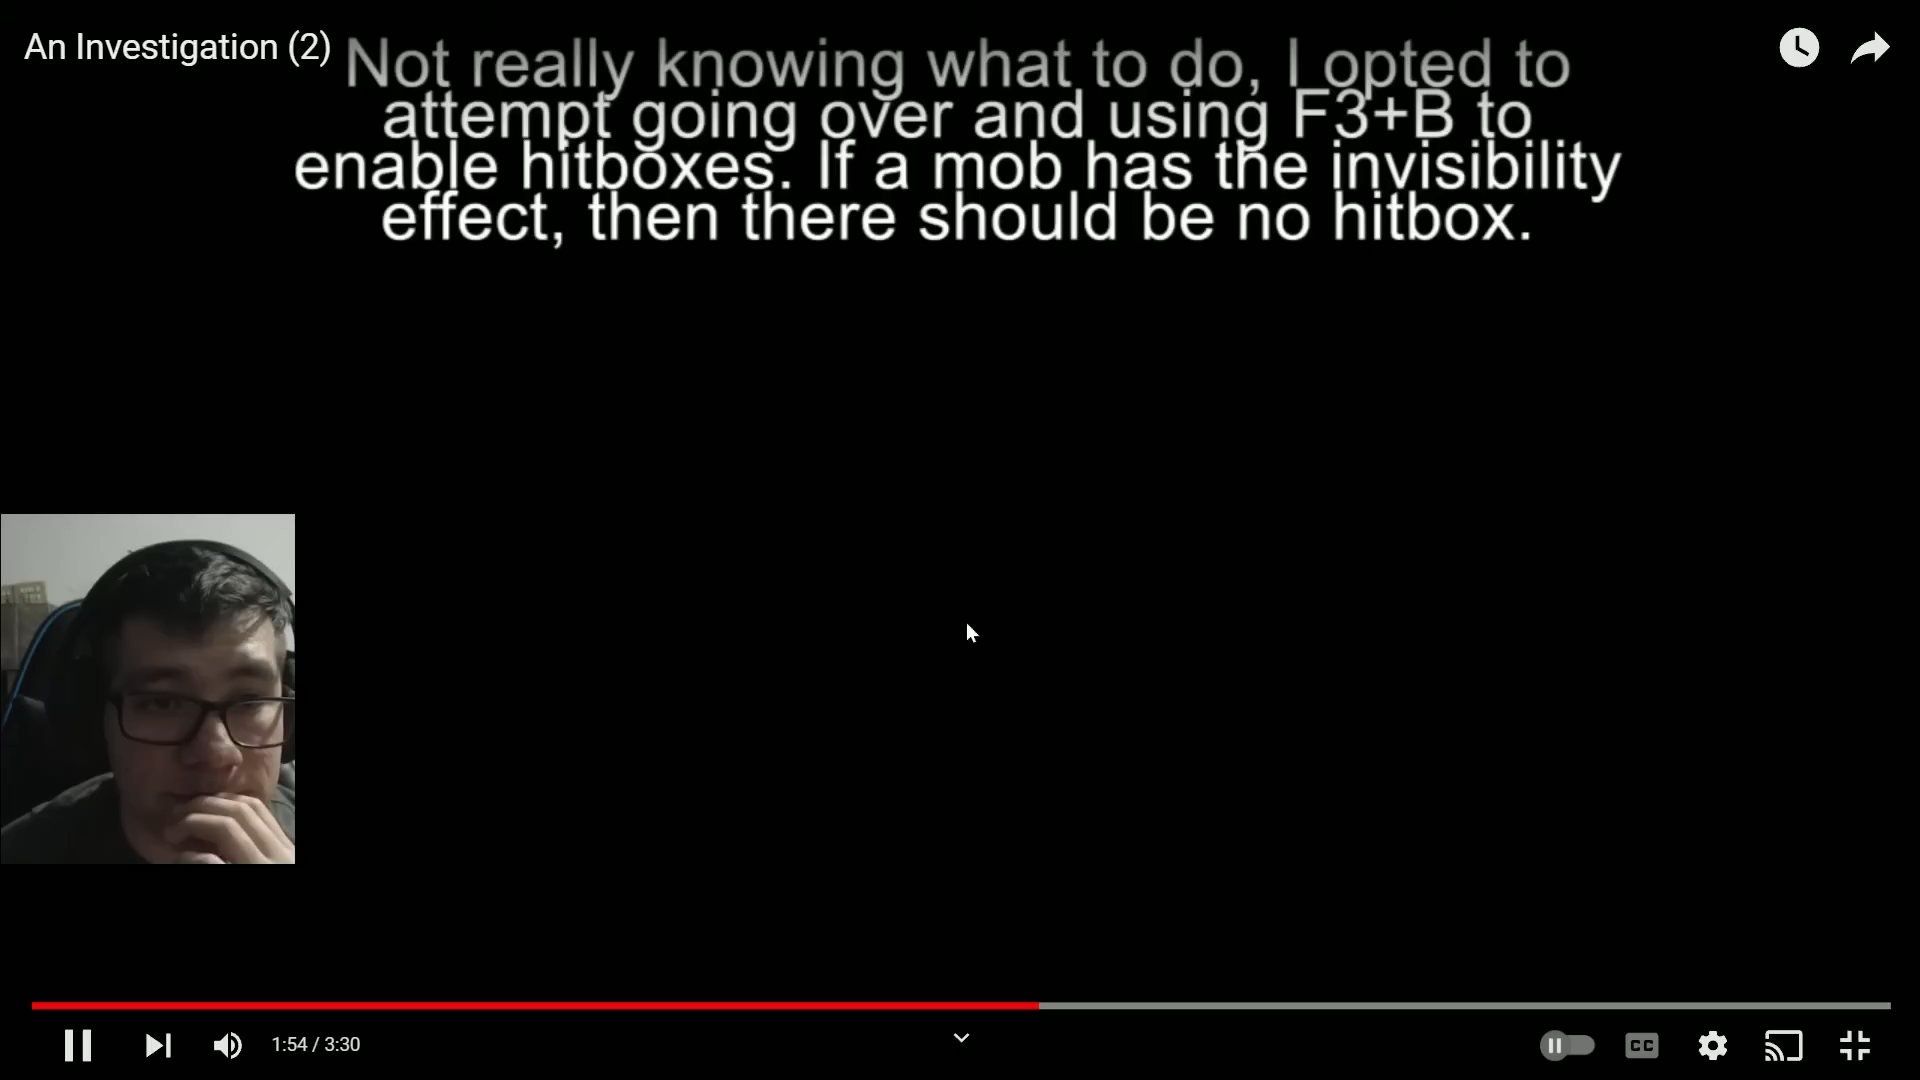 An Investigation (2)
Not really knowing what to do, I opted to
attempt going over and using F3+B to
enable hitboxes. If a mob has the invisibility
effect, then there should be no hitbox.
1:54 / 3:30
CC